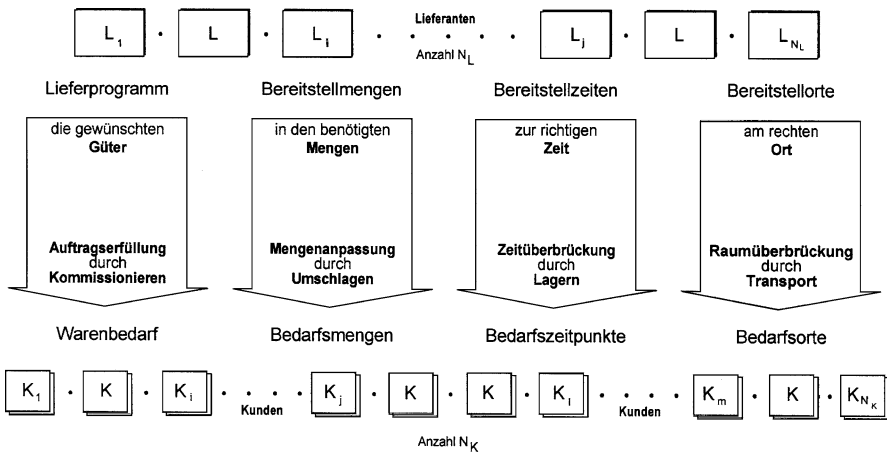 Lieferanten
L1 · L · Li · · · · · · Lj · L · LNL
Anzahl NL
Lieferprogramm Bereitstellmengen Bereitstellzeiten Bereitstellorte
die gewünschten in den benötigten zur richtigen am rechten
Güter Mengen Zeit Ort
Auftragserfüllung Mengenanpassung Zeitüberbrückung Raumüberbrückung
durch durch durch durch
Kommissionieren Umschlagen Lagern Transport
Warenbedarf Bedarfsmengen Bedarfszeitpunkte Bedarfsorte
K1 · K · Ki · · · · Kj · K · K · Kl · · · · Km · K · KNK
Kunden Kunden
Anzahl NK